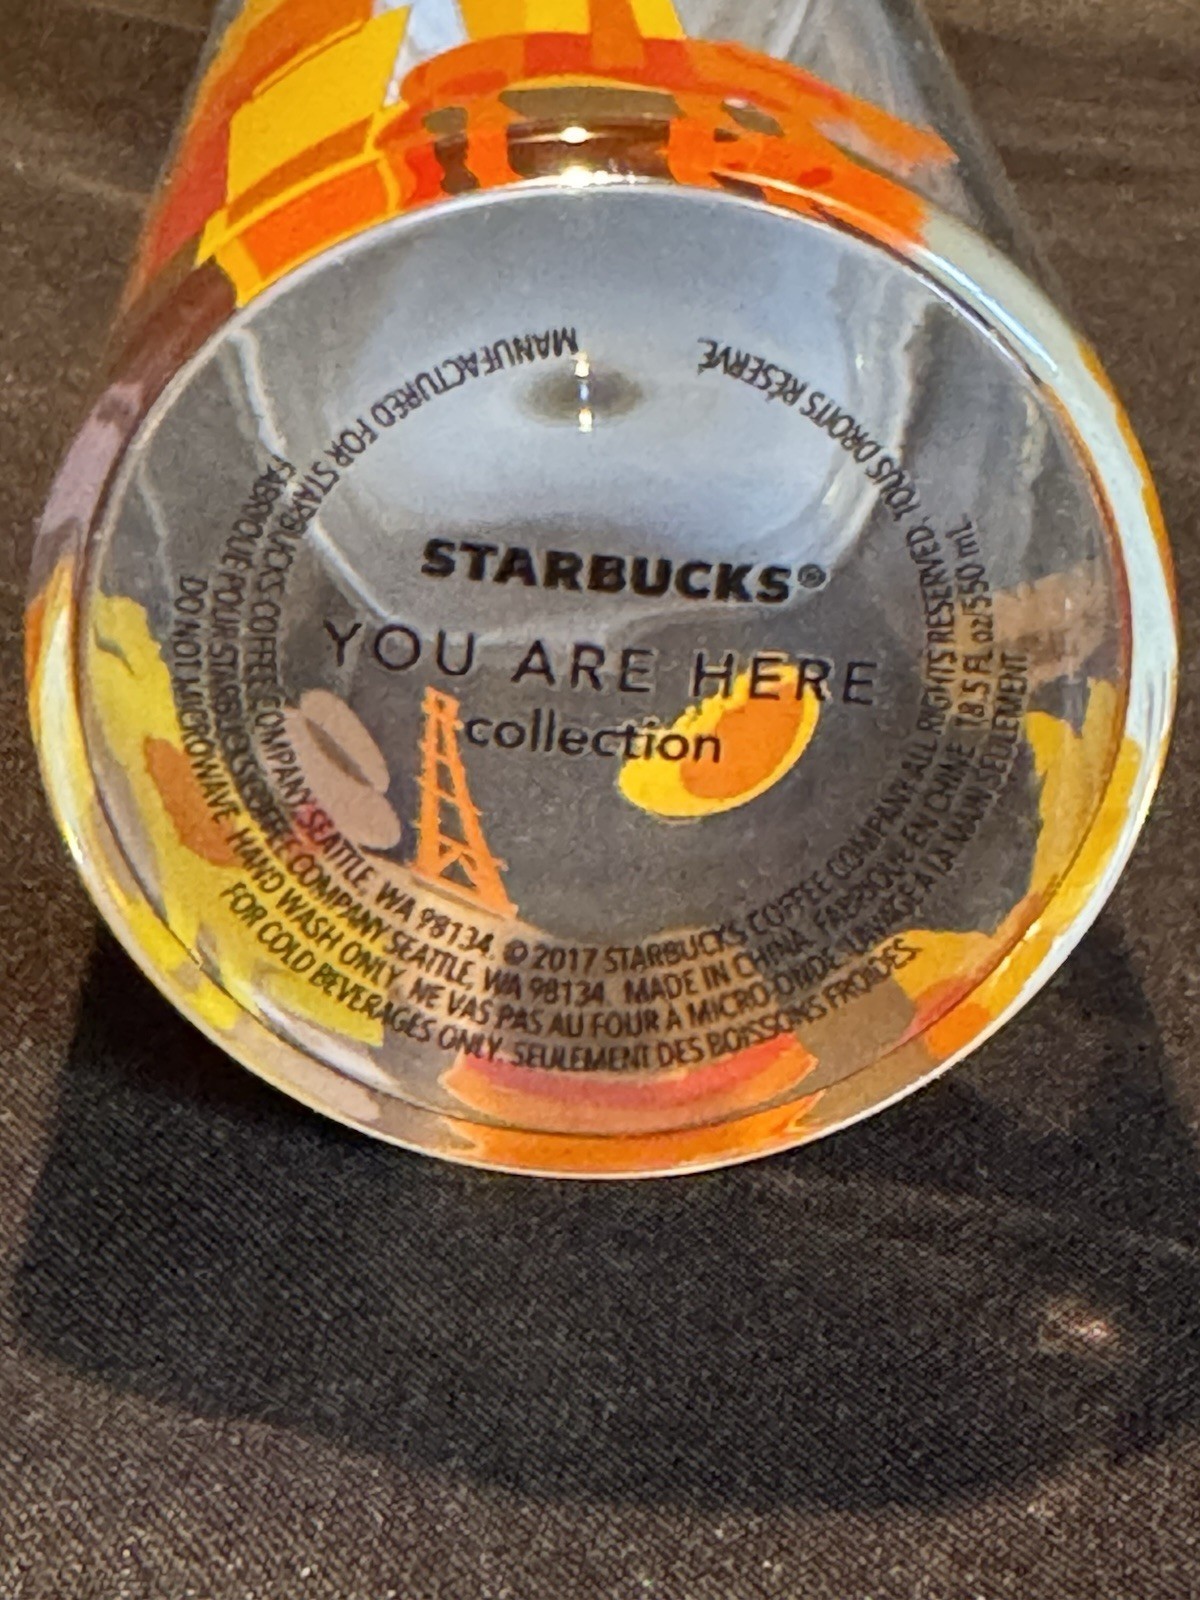 STARBUCKS®
YOU ARE HERE
collection
MANUFACTURED FOR STARBUCKS COFFEE COMPANY, SEATTLE, WA 98134. © 2017 STARBUCKS COFFEE COMPANY. ALL RIGHTS RESERVED. TOUS DROITS RÉSERVÉ.
FABRIQUE POUR STARBUCKS COFFEE COMPANY SEATTLE, WA 98134. MADE IN CHINA. FABRIQUE EN CHINE. 18.5 FL oz/550 mL.
DO NOT MICROWAVE. HAND WASH ONLY. NE VAS PAS AU FOUR À MICRO-ONDE. LAVAGE À LA MAIN SEULEMENT.
FOR COLD BEVERAGES ONLY. SEULEMENT DES BOISSONS FROIDES.